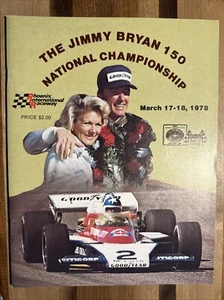 THE JIMMY BRYAN 150
NATIONAL CHAMPIONSHIP
GOODYEAR
Phoenix
International
Raceway
March 17-18, 1978
PRICE $2.00
GOODYEAR
2
CITICORP
CITICORP
GOODYEAR